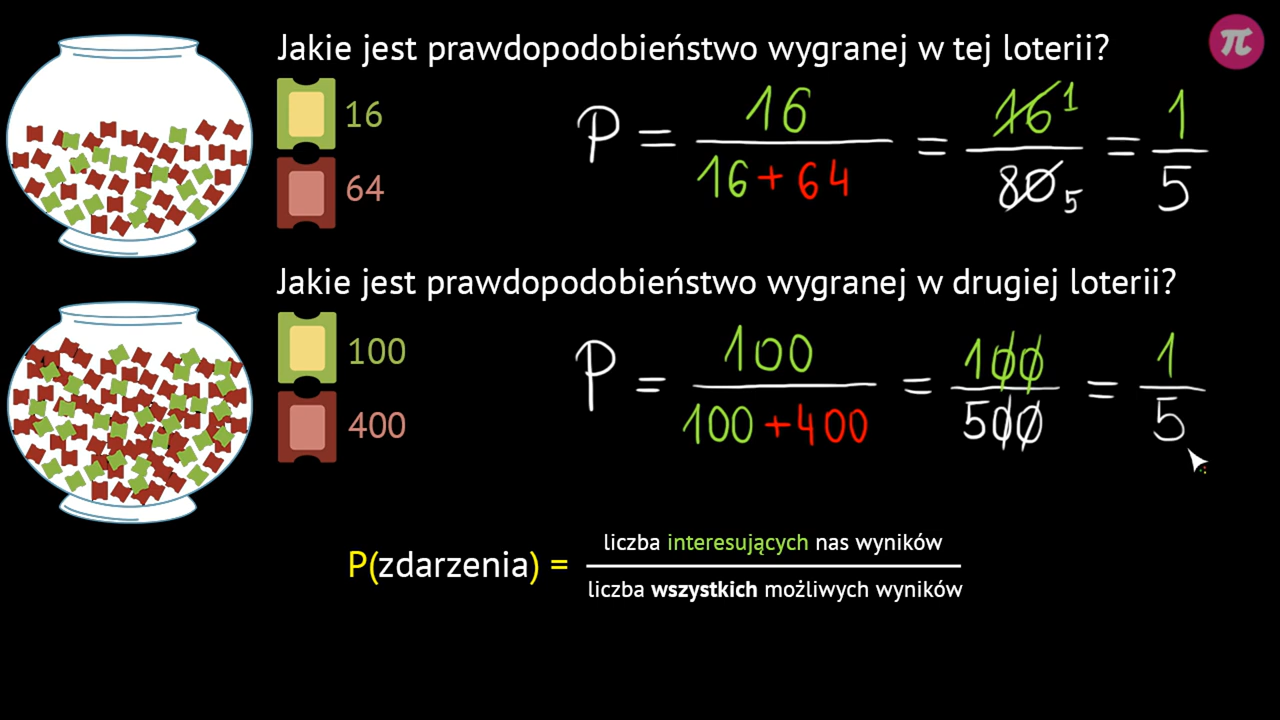 Jakie jest prawdopodobieństwo wygranej w tej loterii?
16
64
P = 16 / 16 + 64 = 16 1 / 80 5 = 1 / 5
Jakie jest prawdopodobieństwo wygranej w drugiej loterii?
100
400
P = 100 / 100 + 400 = 100 / 500 = 1 / 5
P(zdarzenia) =
liczba interesujących nas wyników
liczba wszystkich możliwych wyników
π